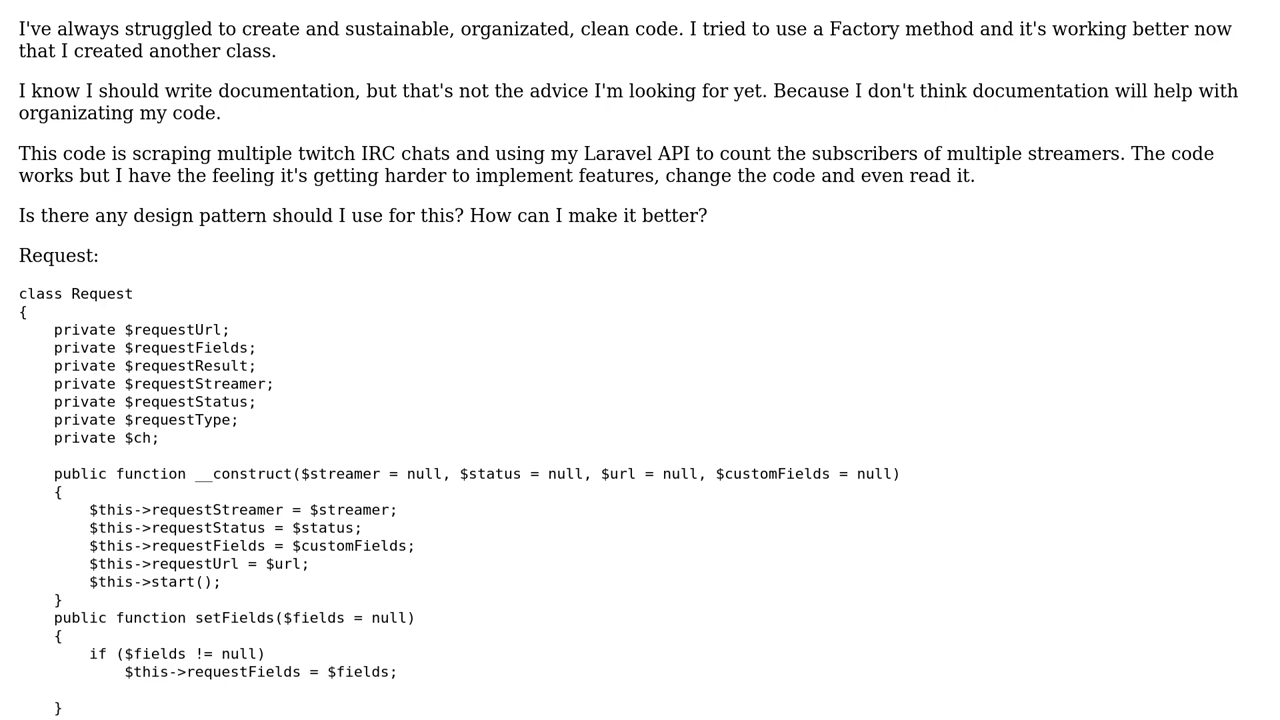 I've always struggled to create and sustainable, organizated, clean code. I tried to use a Factory method and it's working better now
that I created another class.
I know I should write documentation, but that's not the advice I'm looking for yet. Because I don't think documentation will help with
organizating my code.
This code is scraping multiple twitch IRC chats and using my Laravel API to count the subscribers of multiple streamers. The code
works but I have the feeling it's getting harder to implement features, change the code and even read it.
Is there any design pattern should I use for this? How can I make it better?
Request:
class Request
{
    private $requestUrl;
    private $requestFields;
    private $requestResult;
    private $requestStreamer;
    private $requestStatus;
    private $requestType;
    private $ch;
    public function __construct($streamer = null, $status = null, $url = null, $customFields = null)
    {
        $this->requestStreamer = $streamer;
        $this->requestStatus = $status;
        $this->requestFields = $customFields;
        $this->requestUrl = $url;
        $this->start();
    }
    public function setFields($fields = null)
    {
        if ($fields != null)
            $this->requestFields = $fields;
    }